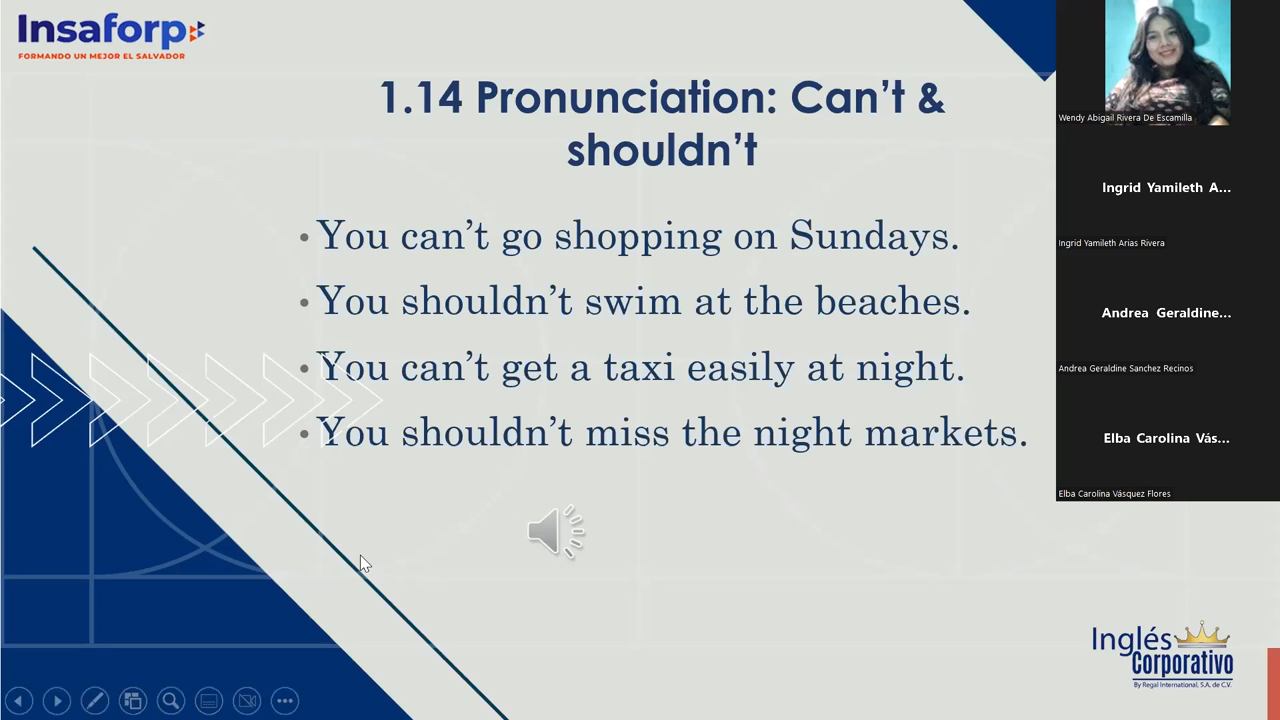 Insaforp
FORMANDO UN MEJOR EL SALVADOR
1.14 Pronunciation: Can't &
shouldn't
• You can't go shopping on Sundays.
• You shouldn't swim at the beaches.
• You can't get a taxi easily at night.
• You shouldn't miss the night markets.
Wendy Abigail Rivera De Escamilla
Ingrid Yamileth A...
Ingrid Yamileth Arias Rivera
Andrea Geraldine...
Andrea Geraldine Sanchez Recinos
Elba Carolina Vás...
Elba Carolina Vásquez Flores
Inglés
Corporativo
By Regal International, S.A. de C.V.